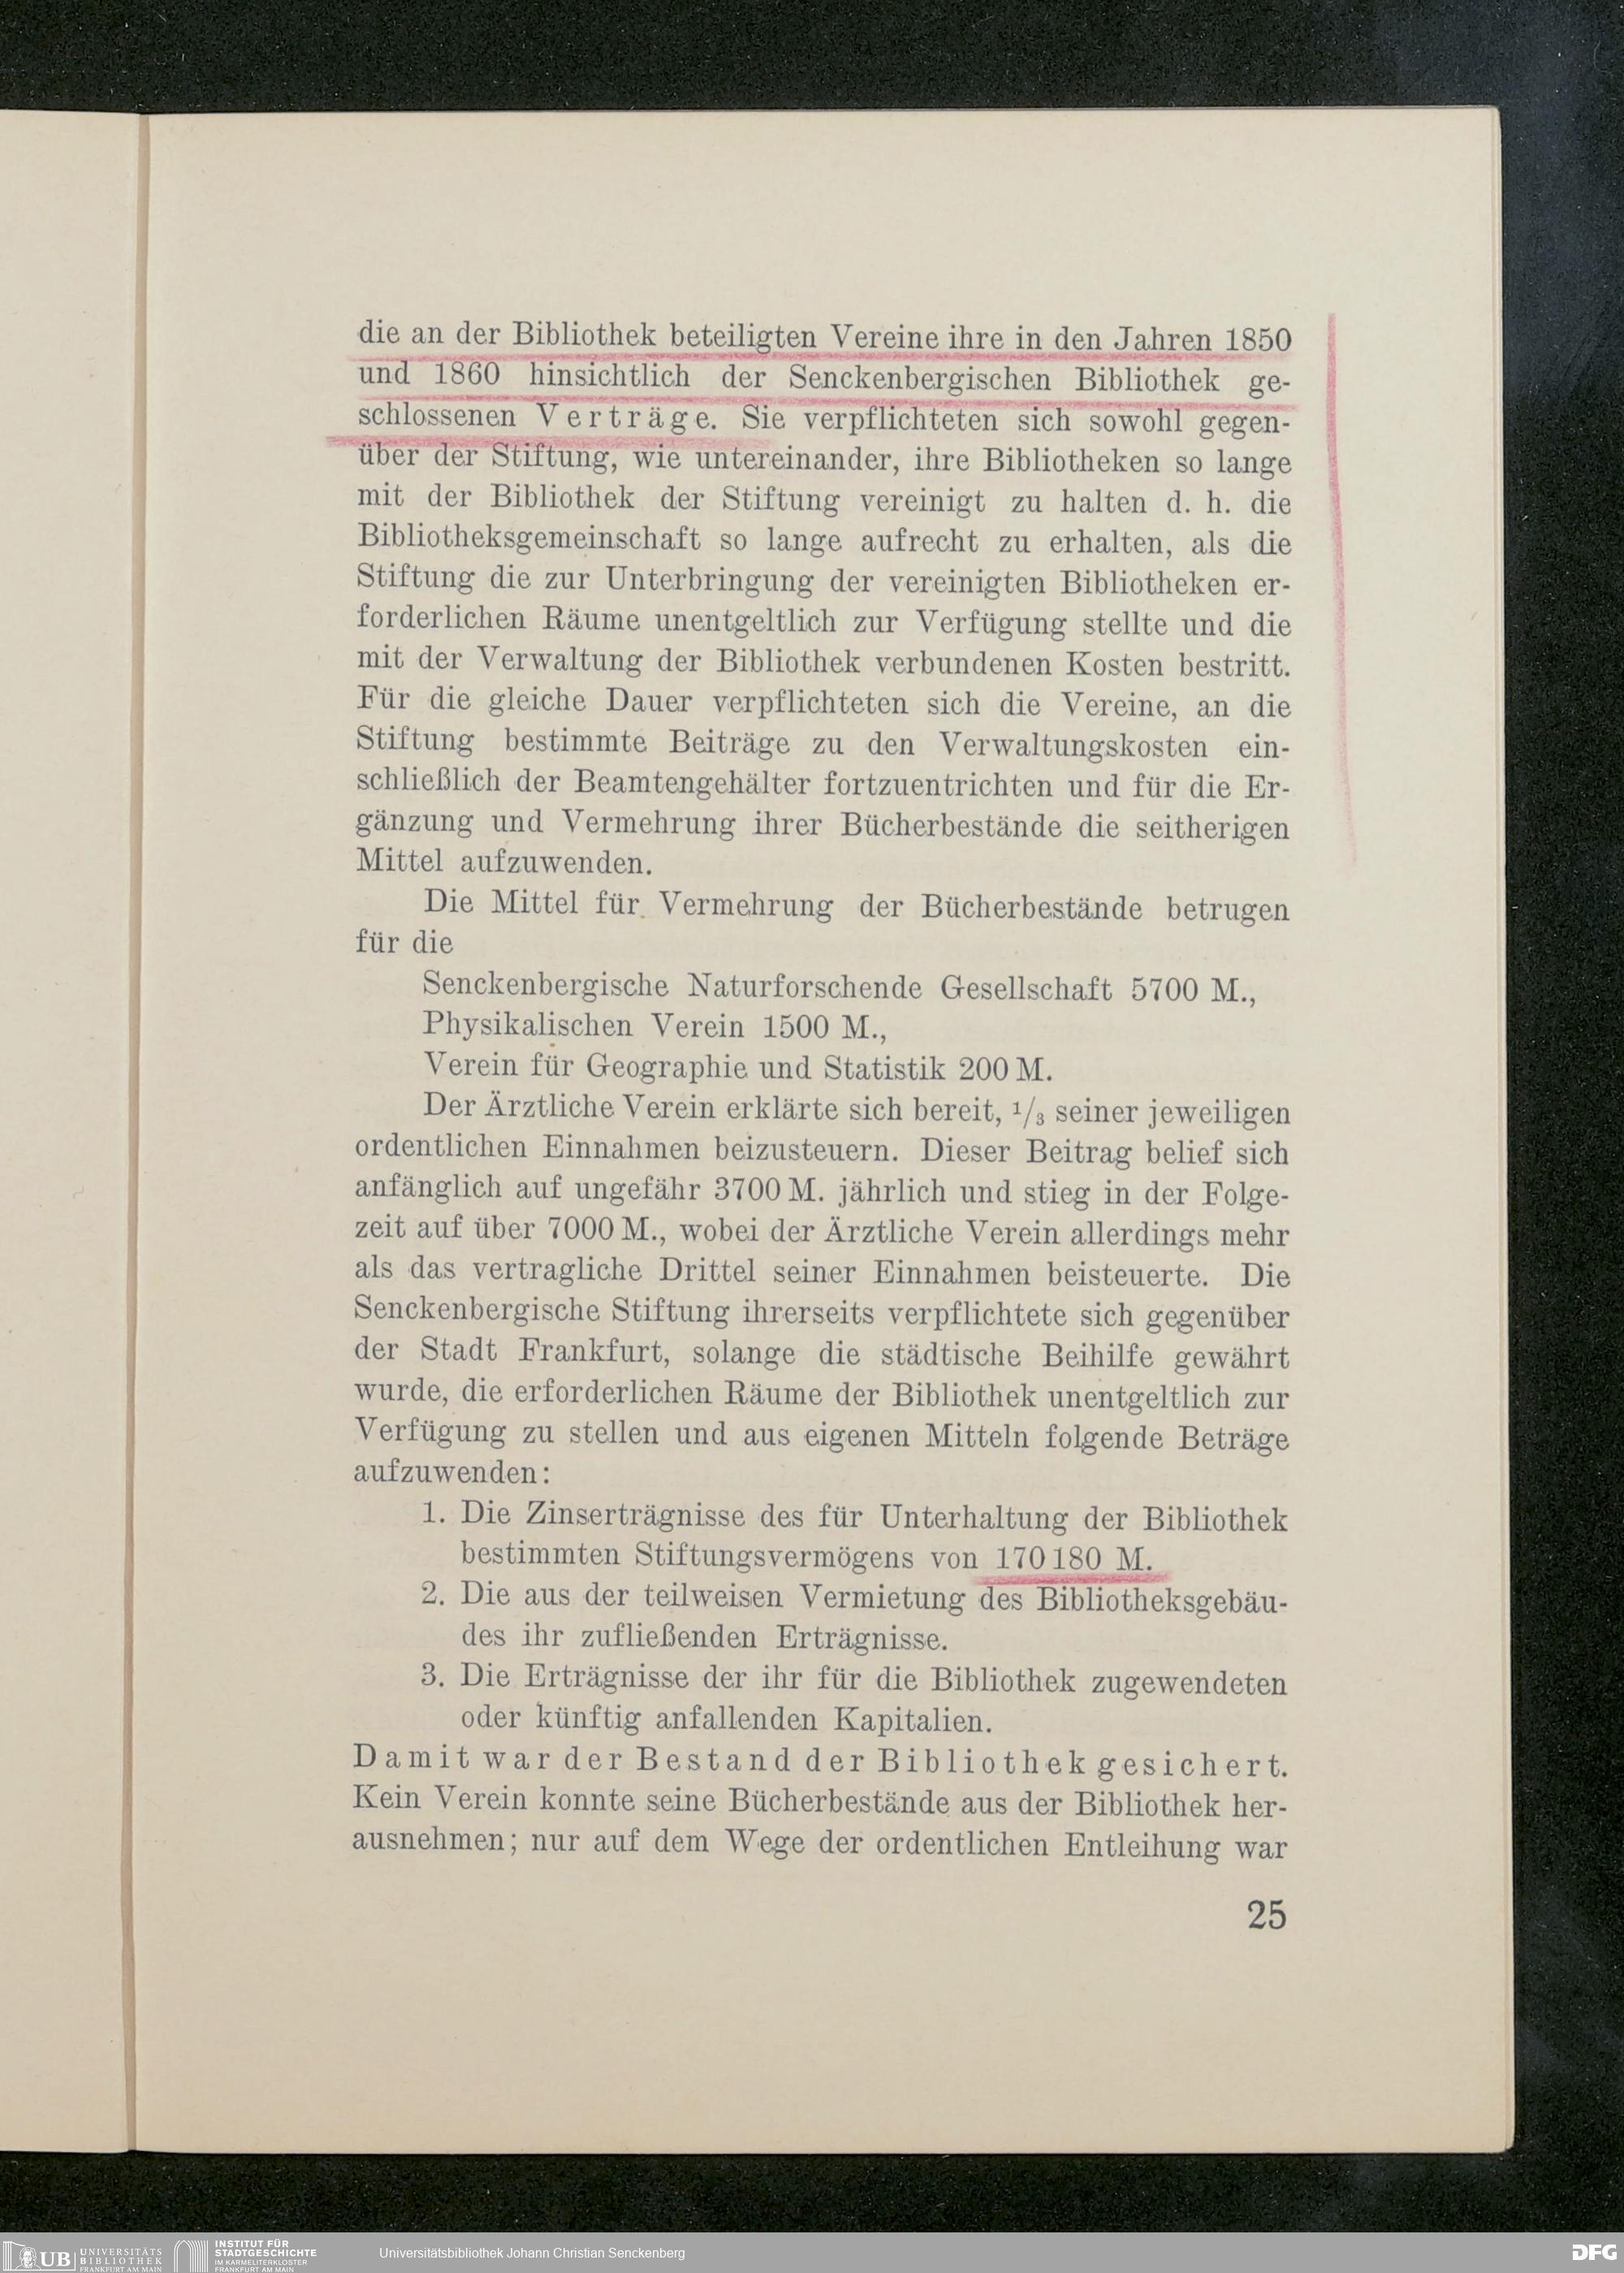 die an der Bibliothek beteiligten Vereine ihre in den Jahren 1850
und 1860 hinsichtlich der Senckenbergischen Bibliothek ge-
schlossenen Verträge. Sie verpflichteten sich sowohl gegen-
über der Stiftung, wie untereinander, ihre Bibliotheken so lange
mit der Bibliothek der Stiftung vereinigt zu halten d. h. die
Bibliotheksgemeinschaft so lange aufrecht zu erhalten, als die
Stiftung die zur Unterbringung der vereinigten Bibliotheken er-
forderlichen Räume unentgeltlich zur Verfügung stellte und die
mit der Verwaltung der Bibliothek verbundenen Kosten bestritt.
Für die gleiche Dauer verpflichteten sich die Vereine, an die
Stiftung bestimmte Beiträge zu den Verwaltungskosten ein-
schließlich der Beamtengehälter fortzuentrichten und für die Er-
gänzung und Vermehrung ihrer Bücherbestände die seitherigen
Mittel aufzuwenden.
Die Mittel für Vermehrung der Bücherbestände betrugen
für die
Senckenbergische Naturforschende Gesellschaft 5700 M.,
Physikalischen Verein 1500 M.,
Verein für Geographie und Statistik 200 M.
Der Ärztliche Verein erklärte sich bereit, 1/3 seiner jeweiligen
ordentlichen Einnahmen beizusteuern. Dieser Beitrag belief sich
anfänglich auf ungefähr 3700 M. jährlich und stieg in der Folge-
zeit auf über 7000 M., wobei der Ärztliche Verein allerdings mehr
als das vertragliche Drittel seiner Einnahmen beisteuerte. Die
Senckenbergische Stiftung ihrerseits verpflichtete sich gegenüber
der Stadt Frankfurt, solange die städtische Beihilfe gewährt
wurde, die erforderlichen Räume der Bibliothek unentgeltlich zur
Verfügung zu stellen und aus eigenen Mitteln folgende Beträge
aufzuwenden:
1. Die Zinserträgnisse des für Unterhaltung der Bibliothek
bestimmten Stiftungsvermögens von 170180 M.
2. Die aus der teilweisen Vermietung des Bibliotheksgebäu-
des ihr zufließenden Erträgnisse.
3. Die Erträgnisse der ihr für die Bibliothek zugewendeten
oder künftig anfallenden Kapitalien.
Damit war der Bestand der Bibliothek gesichert.
Kein Verein konnte seine Bücherbestände aus der Bibliothek her-
ausnehmen; nur auf dem Wege der ordentlichen Entleihung war
25
UB UNIVERSITÄTS
BIBLIOTHEK
FRANKFURT AM MAIN
INSTITUT FÜR
STADTGESCHICHTE
IM KARMELITERKLOSTER
FRANKFURT AM MAIN
Universitätsbibliothek Johann Christian Senckenberg
DFG